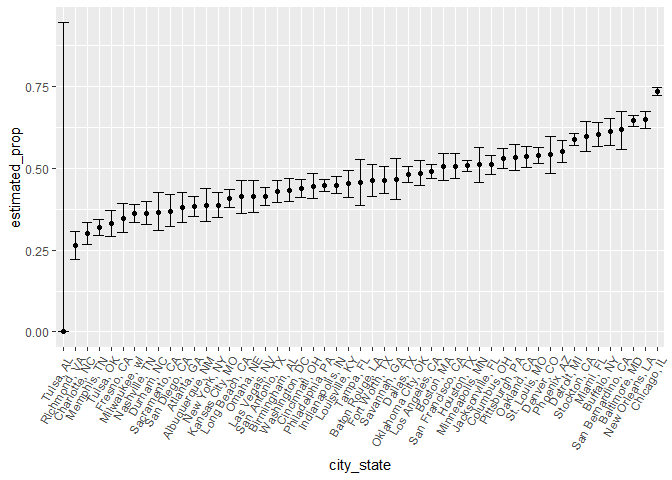 0.75
0.50
0.25
0.00
estimated_prop
Tulsa, AL
Richmond, VA
Charlotte, NC
Memphis, TN
Tulsa, OK
Fresno, CA
Milwaukee, wI
Nashville, TN
Durham, NC
Sacramento, CA
San Diego, CA
Atlanta, GA
Albuquerque, NM
New York, NY
Kansas City, MO
Long Beach, CA
Omaha, NE
Las Vegas, NV
San Antonio, TX
Birmingham, AL
Washington, DC
Cincinnati, OH
Philadelphia, PA
Indianapolis, IN
Louisville, KY
Tampa, FL
Baton Rouge, LA
Fort Worth, TX
Savannah, GA
Dallas, TX
Oklahoma City, OK
Los Angeles, CA
Boston, MA
San Francisco, CA
Houston, TX
Minneapolis, MN
Jacksonville, FL
Columbus, OH
Pittsburgh, PA
Oakland, CA
St. Louis, MO
Denver, CO
Phoenix, AZ
Detroit, MI
Stockton, CA
Miami, FL
Buffalo, NY
San Bernardino, CA
Baltimore, MD
New Orleans, LA
Chicago, IL
city_state